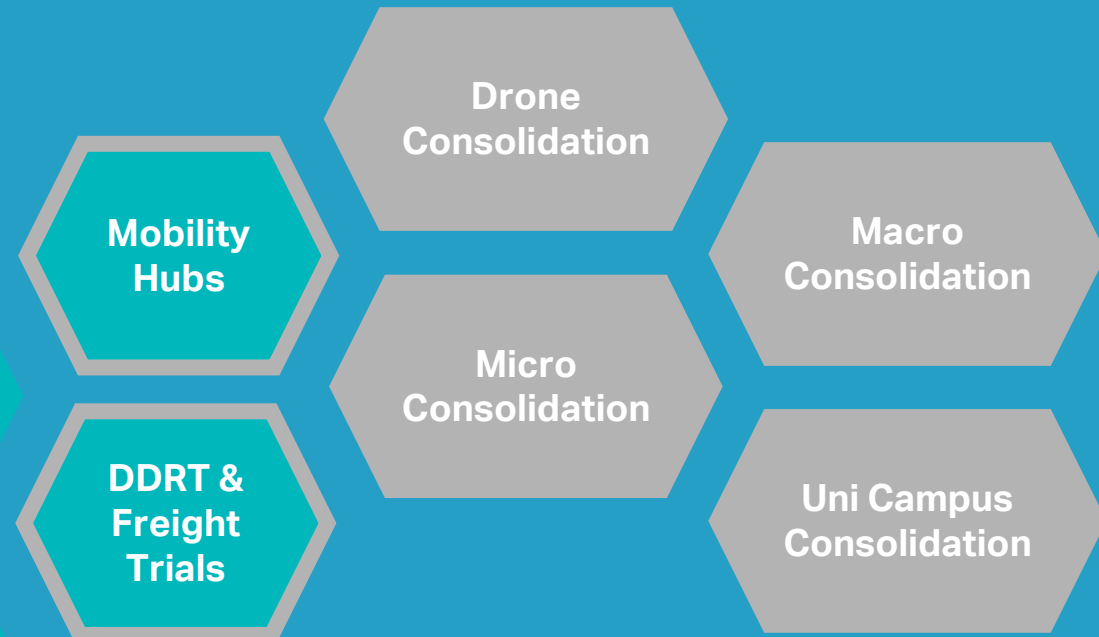 Drone
Consolidation
Mobility
Hubs
Macro
Consolidation
Micro
Consolidation
DDRT &
Freight
Trials
Uni Campus
Consolidation